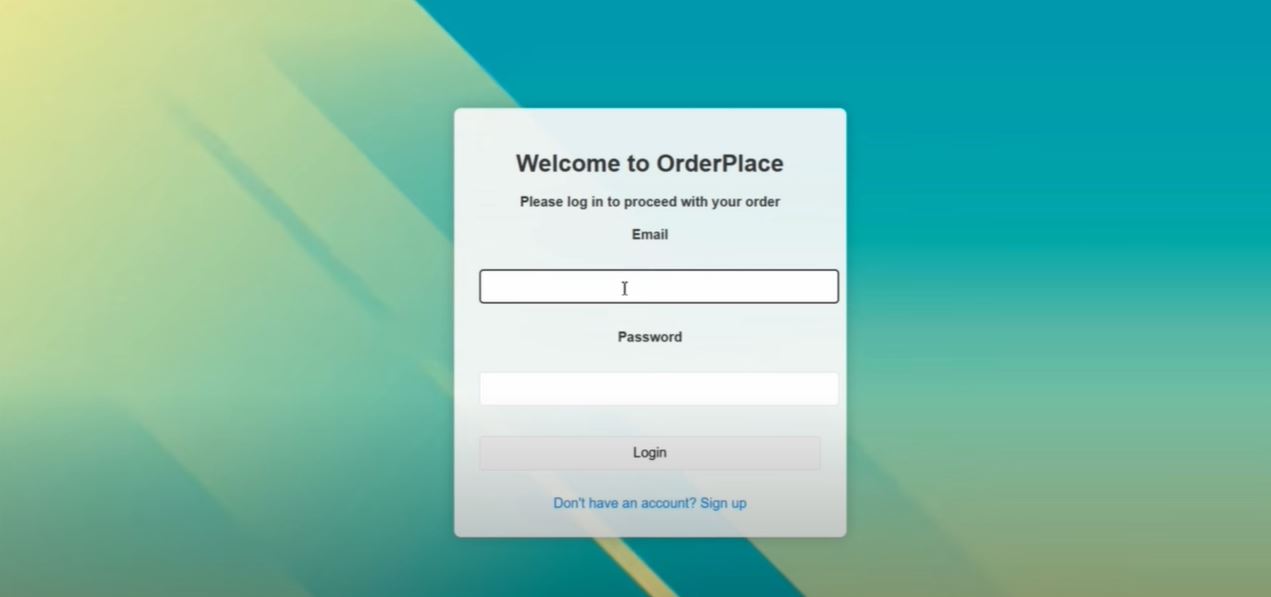 Welcome to OrderPlace
Please log in to proceed with your order
Email
Password
Login
Don't have an account? Sign up